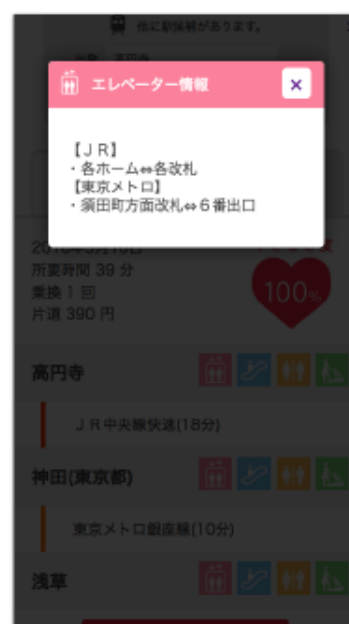 他に駅候補があります。
エレベーター情報
×
【ＪＲ】
・各ホーム⇔各改札
【東京メトロ】
・須田町方面改札⇔６番出口
所要時間 39 分
乗換 1 回
片道 390 円
100%
高円寺
ＪＲ中央線快速(18分)
神田(東京都)
東京メトロ銀座線(10分)
浅草